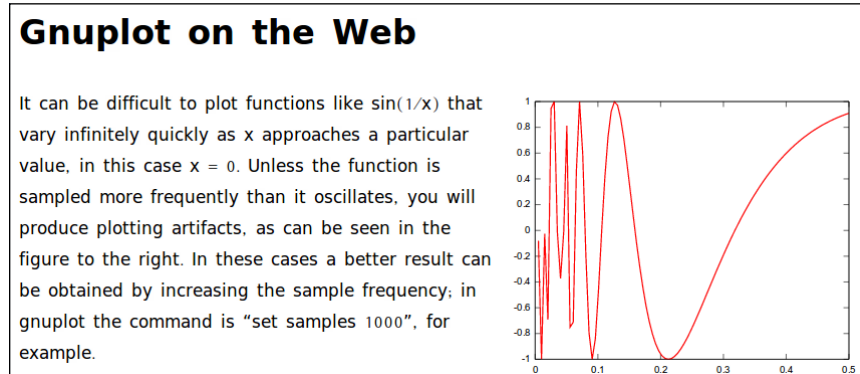 Gnuplot on the Web
It can be difficult to plot functions like sin(1/x) that
vary infinitely quickly as x approaches a particular
value, in this case x = 0. Unless the function is
sampled more frequently than it oscillates, you will
produce plotting artifacts, as can be seen in the
figure to the right. In these cases a better result can
be obtained by increasing the sample frequency; in
gnuplot the command is “set samples 1000”, for
example.
1
0.8
0.6
0.4
0.2
0
-0.2
-0.4
-0.6
-0.8
-1
0 0.1 0.2 0.3 0.4 0.5